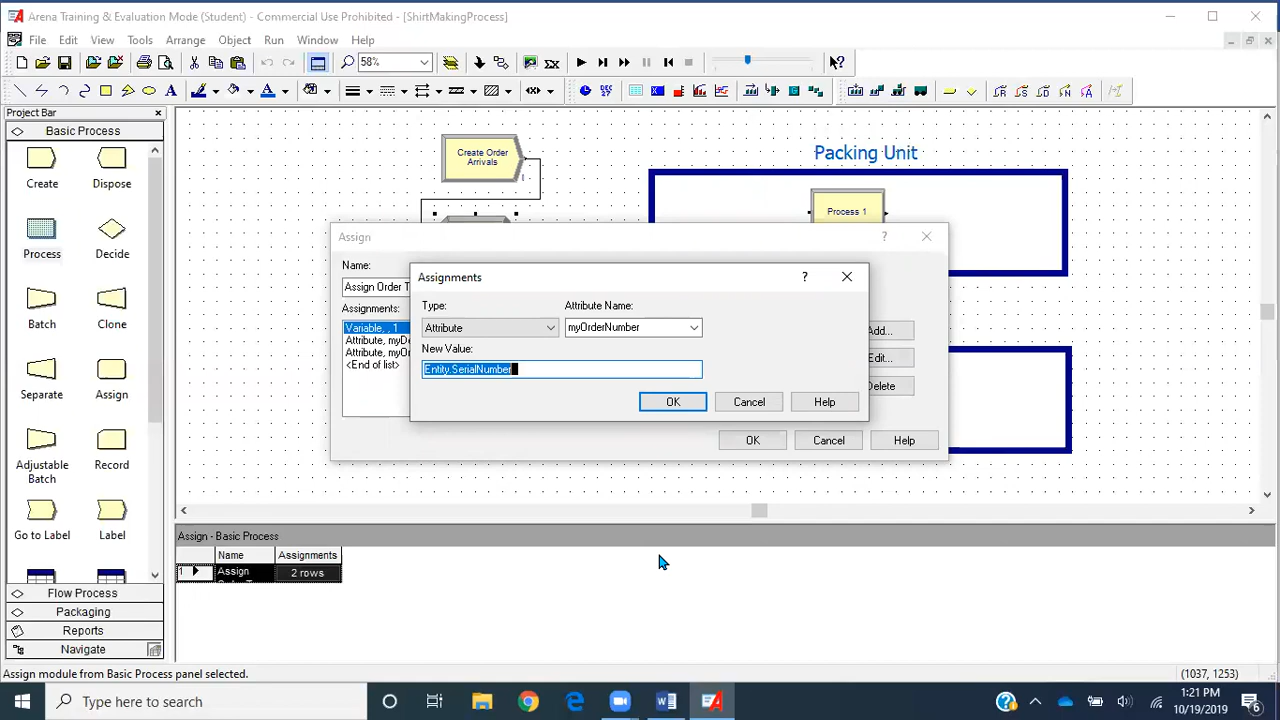 Arena Training & Evaluation Mode (Student) - Commercial Use Prohibited - [ShirtMakingProcess]
File Edit View Tools Arrange Object Run Window Help
58%
Project Bar
Basic Process
Create Dispose
Process Decide
Batch Clone
Separate Assign
Adjustable Batch Record
Go to Label Label
Flow Process
Packaging
Reports
Navigate
Create Order
Arrivals
Packing Unit
Process 1
Assign
Name:
Assign Order T
Assignments:
Variable, , 1
Attribute, myDe
Attribute, myOr
<End of list>
Add...
Edit...
Delete
OK Cancel Help
Assignments
Type: Attribute Name:
Attribute myOrderNumber
New Value:
Entity.SerialNumber
OK Cancel Help
Assign - Basic Process
Name Assignments
1 Assign 2 rows
Assign module from Basic Process panel selected.
(1037, 1253)
Type here to search
1:21 PM
10/19/2019
6